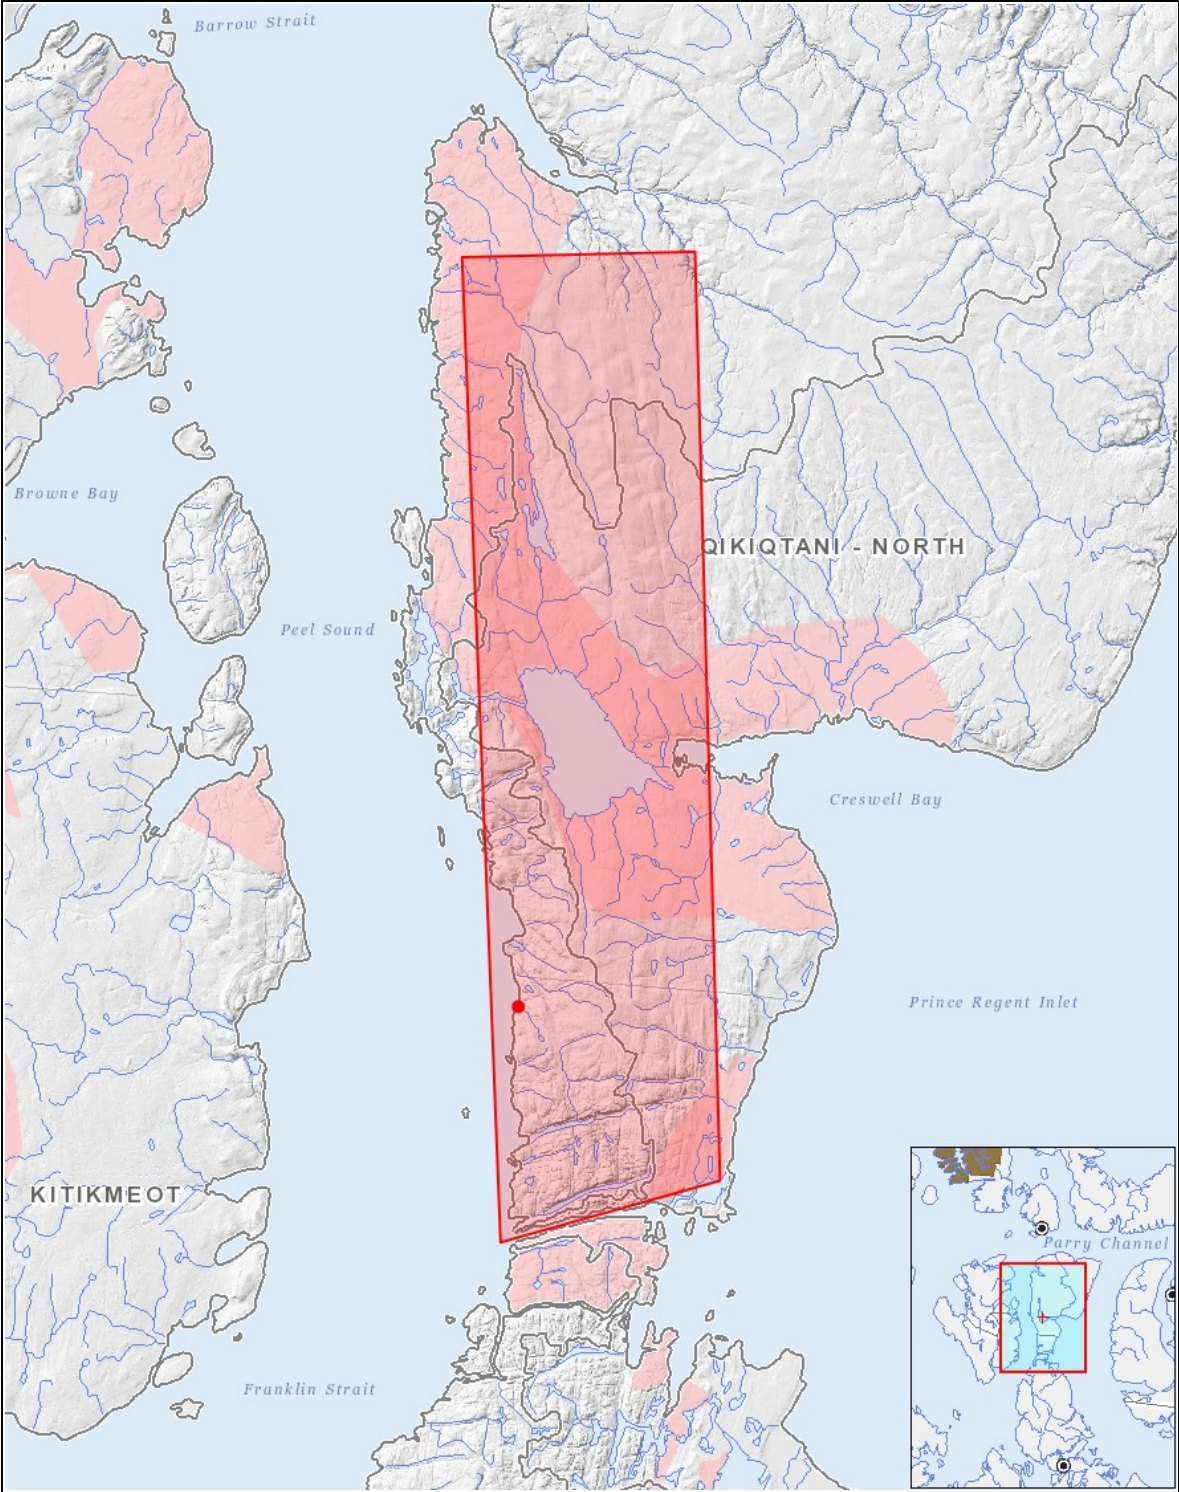 Barrow Strait
Browne Bay
QIKIQTANI - NORTH
Peel Sound
Creswell Bay
Prince Regent Inlet
KITIKMEOT
Parry Channel
Franklin Strait